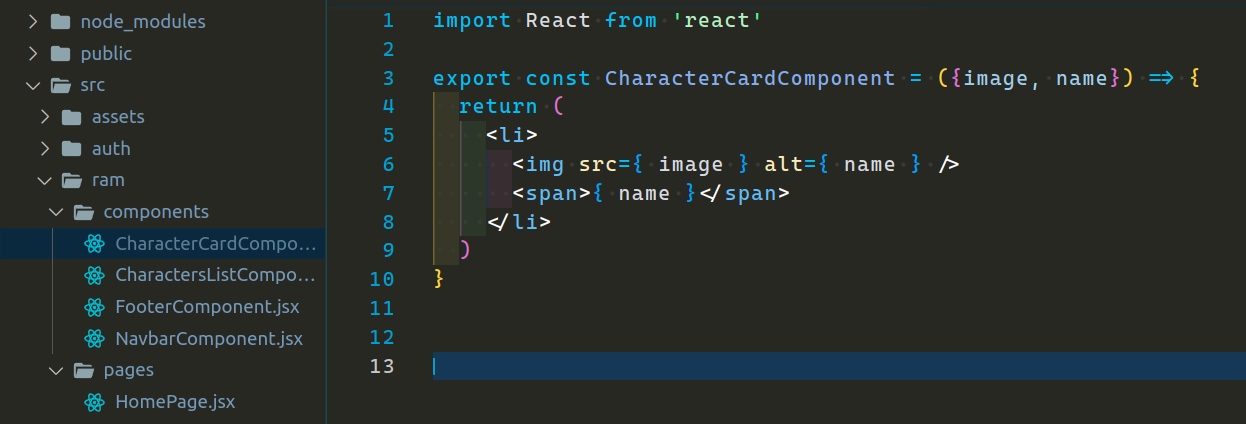 node_modules
public
src
assets
auth
ram
components
CharacterCardCompo...
CharactersListCompo...
FooterComponent.jsx
NavbarComponent.jsx
pages
HomePage.jsx
1 import React from 'react'
2
3 export const CharacterCardComponent = ({image, name}) => {
4   return (
5     <li>
6       <img src={ image } alt={ name } />
7       <span>{ name }</span>
8     </li>
9   )
10 }
11
12
13